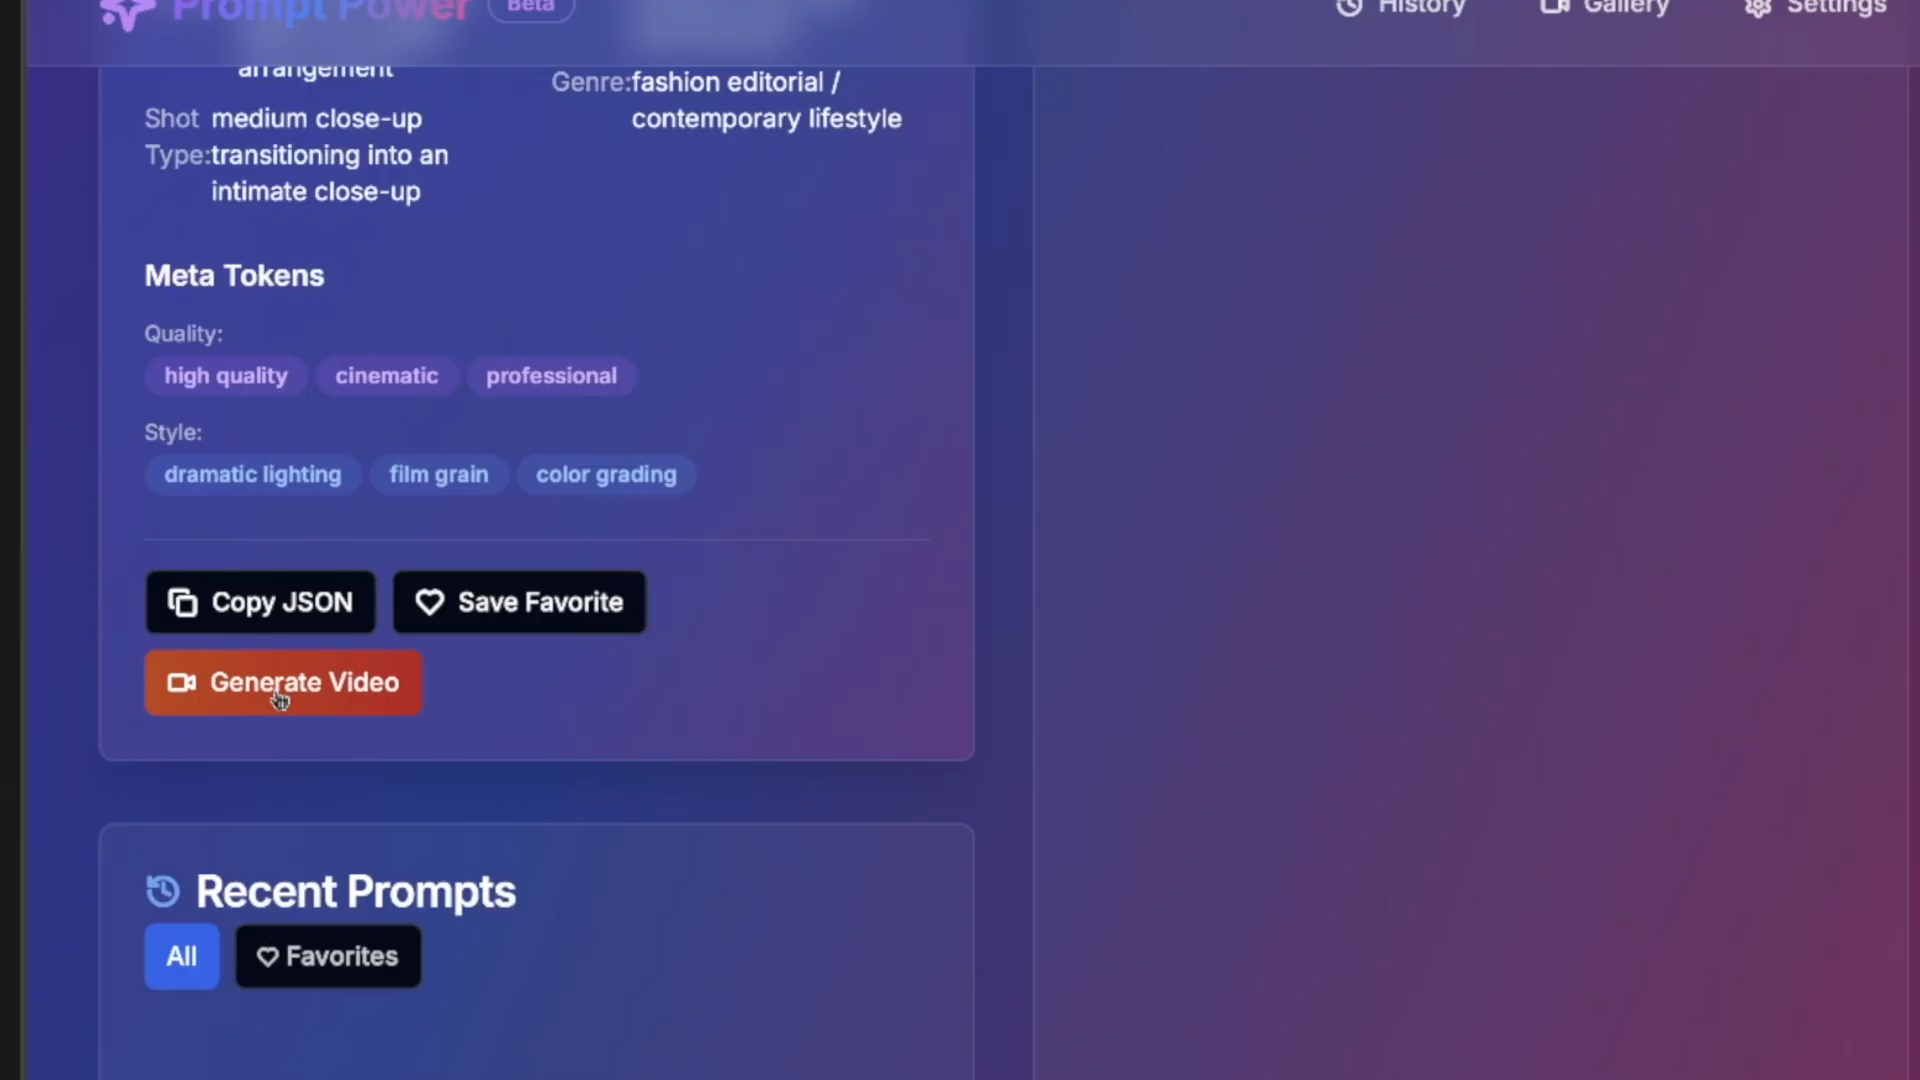 Prompt Power Beta
History Gallery Settings
arrangement
Genre:fashion editorial /
contemporary lifestyle
Shot medium close-up
Type:transitioning into an
intimate close-up
Meta Tokens
Quality:
high quality cinematic professional
Style:
dramatic lighting film grain color grading
Copy JSON Save Favorite
Generate Video
Recent Prompts
All Favorites